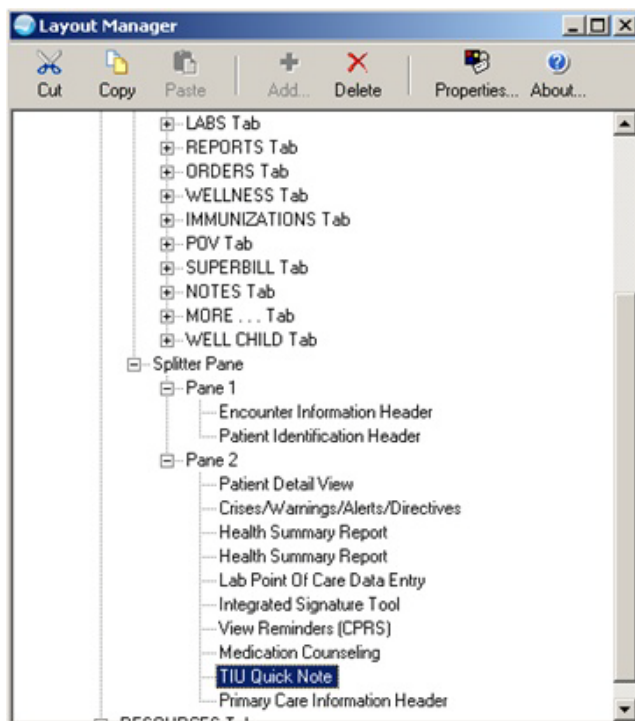 Layout Manager
Cut Copy Paste Add... Delete Properties... About...
LABS Tab
REPORTS Tab
ORDERS Tab
WELLNESS Tab
IMMUNIZATIONS Tab
POV Tab
SUPERBILL Tab
NOTES Tab
MORE . . . Tab
WELL CHILD Tab
Splitter Pane
Pane 1
Encounter Information Header
Patient Identification Header
Pane 2
Patient Detail View
Crises/Warnings/Alerts/Directives
Health Summary Report
Health Summary Report
Lab Point Of Care Data Entry
Integrated Signature Tool
View Reminders (CPRS)
Medication Counseling
TIU Quick Note
Primary Care Information Header
RESOURCES Tab